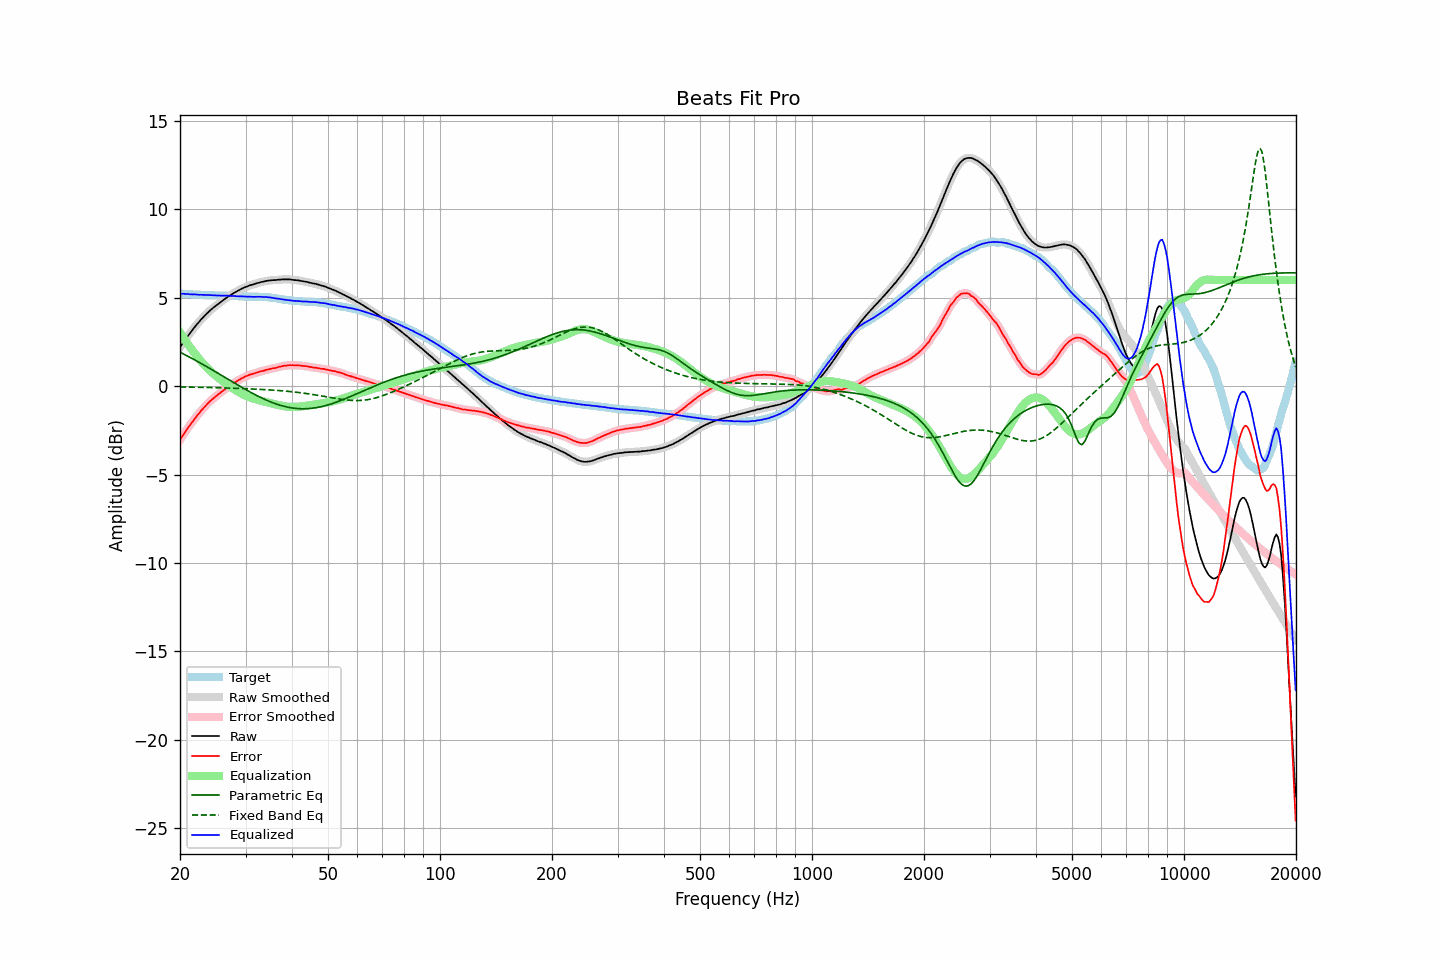 Beats Fit Pro
15
10
5
0
−5
−10
−15
−20
−25
Amplitude (dBr)
Target
Raw Smoothed
Error Smoothed
Raw
Error
Equalization
Parametric Eq
Fixed Band Eq
Equalized
20 50 100 200 500 1000 2000 5000 10000 20000
Frequency (Hz)